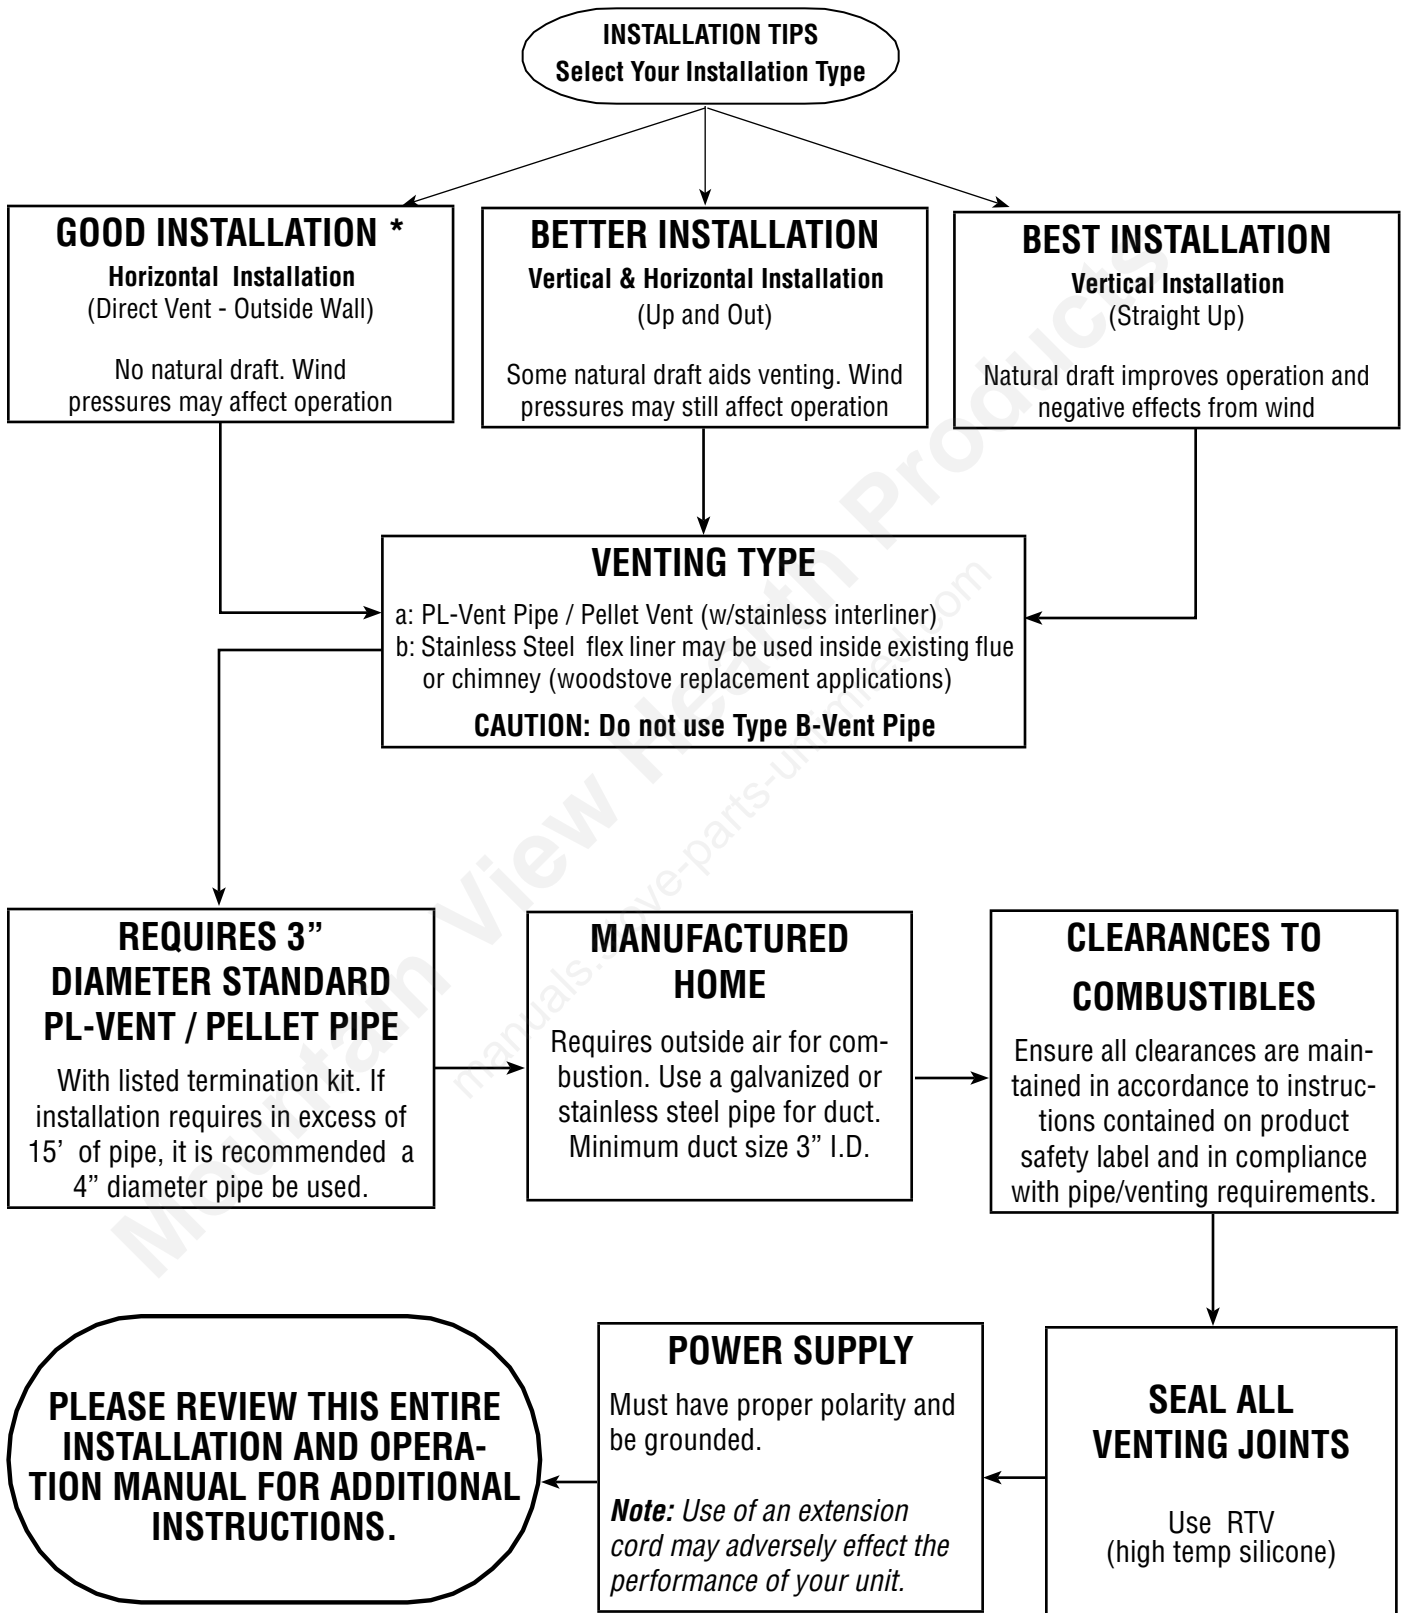 INSTALLATION TIPS
Select Your Installation Type
GOOD INSTALLATION *
Horizontal Installation
(Direct Vent - Outside Wall)
No natural draft. Wind
pressures may affect operation
BETTER INSTALLATION
Vertical & Horizontal Installation
(Up and Out)
Some natural draft aids venting. Wind
pressures may still affect operation
BEST INSTALLATION
Vertical Installation
(Straight Up)
Natural draft improves operation and
negative effects from wind
VENTING TYPE
a: PL-Vent Pipe / Pellet Vent (w/stainless interliner)
b: Stainless Steel flex liner may be used inside existing flue
or chimney (woodstove replacement applications)
CAUTION: Do not use Type B-Vent Pipe
REQUIRES 3”
DIAMETER STANDARD
PL-VENT / PELLET PIPE
With listed termination kit. If
installation requires in excess of
15’ of pipe, it is recommended a
4” diameter pipe be used.
MANUFACTURED
HOME
Requires outside air for com-
bustion. Use a galvanized or
stainless steel pipe for duct.
Minimum duct size 3” I.D.
CLEARANCES TO
COMBUSTIBLES
Ensure all clearances are main-
tained in accordance to instruc-
tions contained on product
safety label and in compliance
with pipe/venting requirements.
SEAL ALL
VENTING JOINTS
Use RTV
(high temp silicone)
POWER SUPPLY
Must have proper polarity and
be grounded.
Note: Use of an extension
cord may adversely effect the
performance of your unit.
PLEASE REVIEW THIS ENTIRE
INSTALLATION AND OPERA-
TION MANUAL FOR ADDITIONAL
INSTRUCTIONS.
Mountain View Hearth Products
manuals.stove-parts-unlimited.com